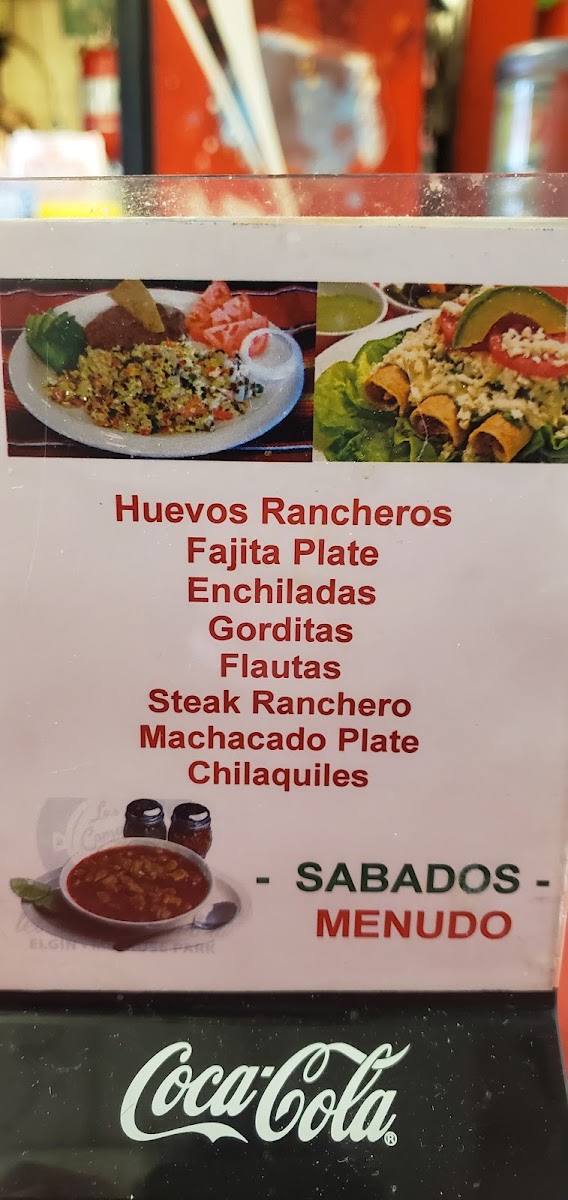 Huevos Rancheros
Fajita Plate
Enchiladas
Gorditas
Flautas
Steak Ranchero
Machacado Plate
Chilaquiles
- SABADOS -
MENUDO
Coca-Cola®